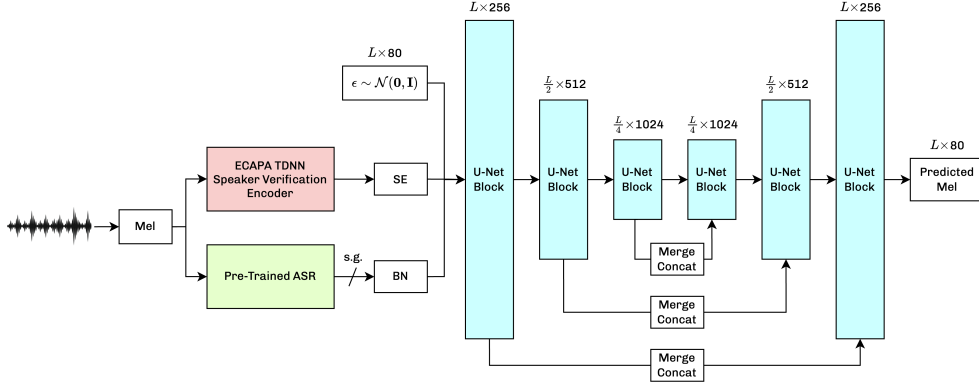 L×256
L×256
L×80
ϵ ∼ 𝒩(𝟎, 𝐈)
L/2 ×512
L/2 ×512
L/4 ×1024
L/4 ×1024
L×80
ECAPA TDNN
Speaker Verification
Encoder
SE
U-Net
Block
U-Net
Block
U-Net
Block
U-Net
Block
U-Net
Block
U-Net
Block
Predicted
Mel
Mel
Pre-Trained ASR
s.g.
BN
Merge
Concat
Merge
Concat
Merge
Concat